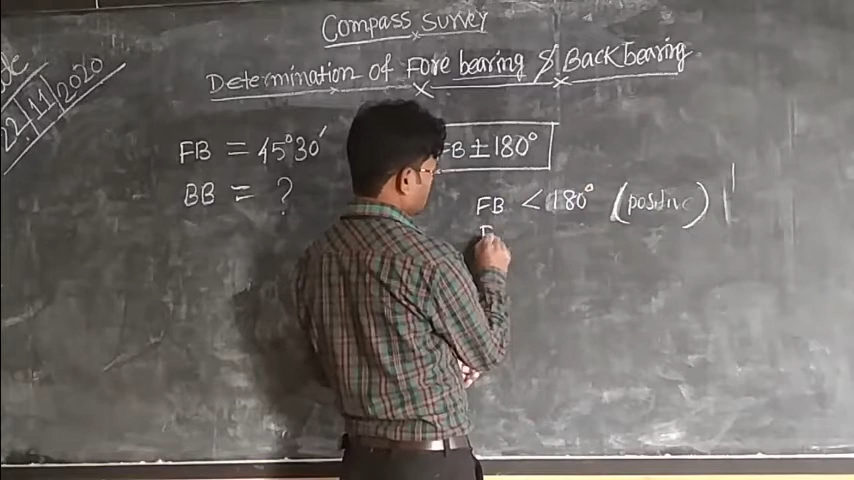 Compass Survey
Determination of Fore bearing & Back bearing
22/11/2020
FB = 45°30′
BB = ?
FB ± 180°
FB < 180° (positive)